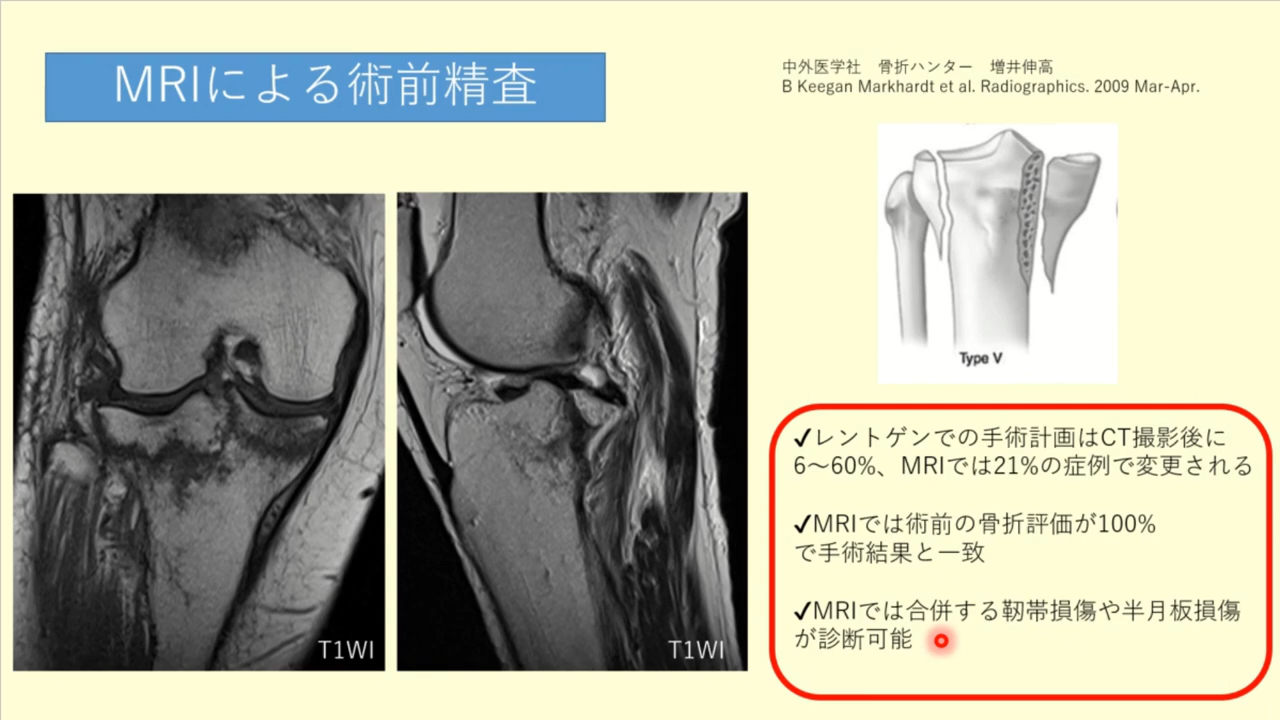 MRIによる術前精査
中外医学社　骨折ハンター　増井伸高
B Keegan Markhardt et al. Radiographics. 2009 Mar-Apr.
Type V
T1WI
T1WI
✓レントゲンでの手術計画はCT撮影後に
6～60%、MRIでは21%の症例で変更される
✓MRIでは術前の骨折評価が100%
で手術結果と一致
✓MRIでは合併する靭帯損傷や半月板損傷
が診断可能